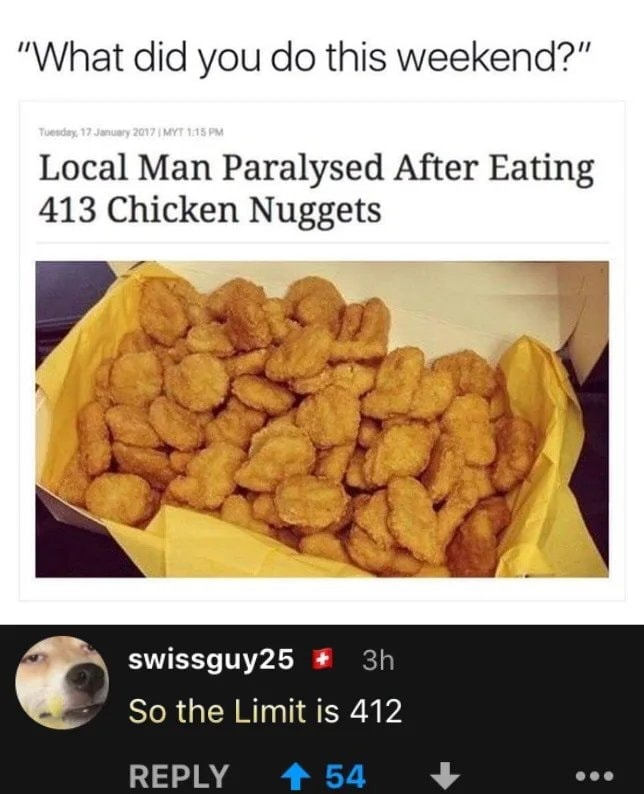 "What did you do this weekend?"
Tuesday, 17 January 2017 | MYT 1:15 PM
Local Man Paralysed After Eating
413 Chicken Nuggets
swissguy25 3h
So the Limit is 412
REPLY 54